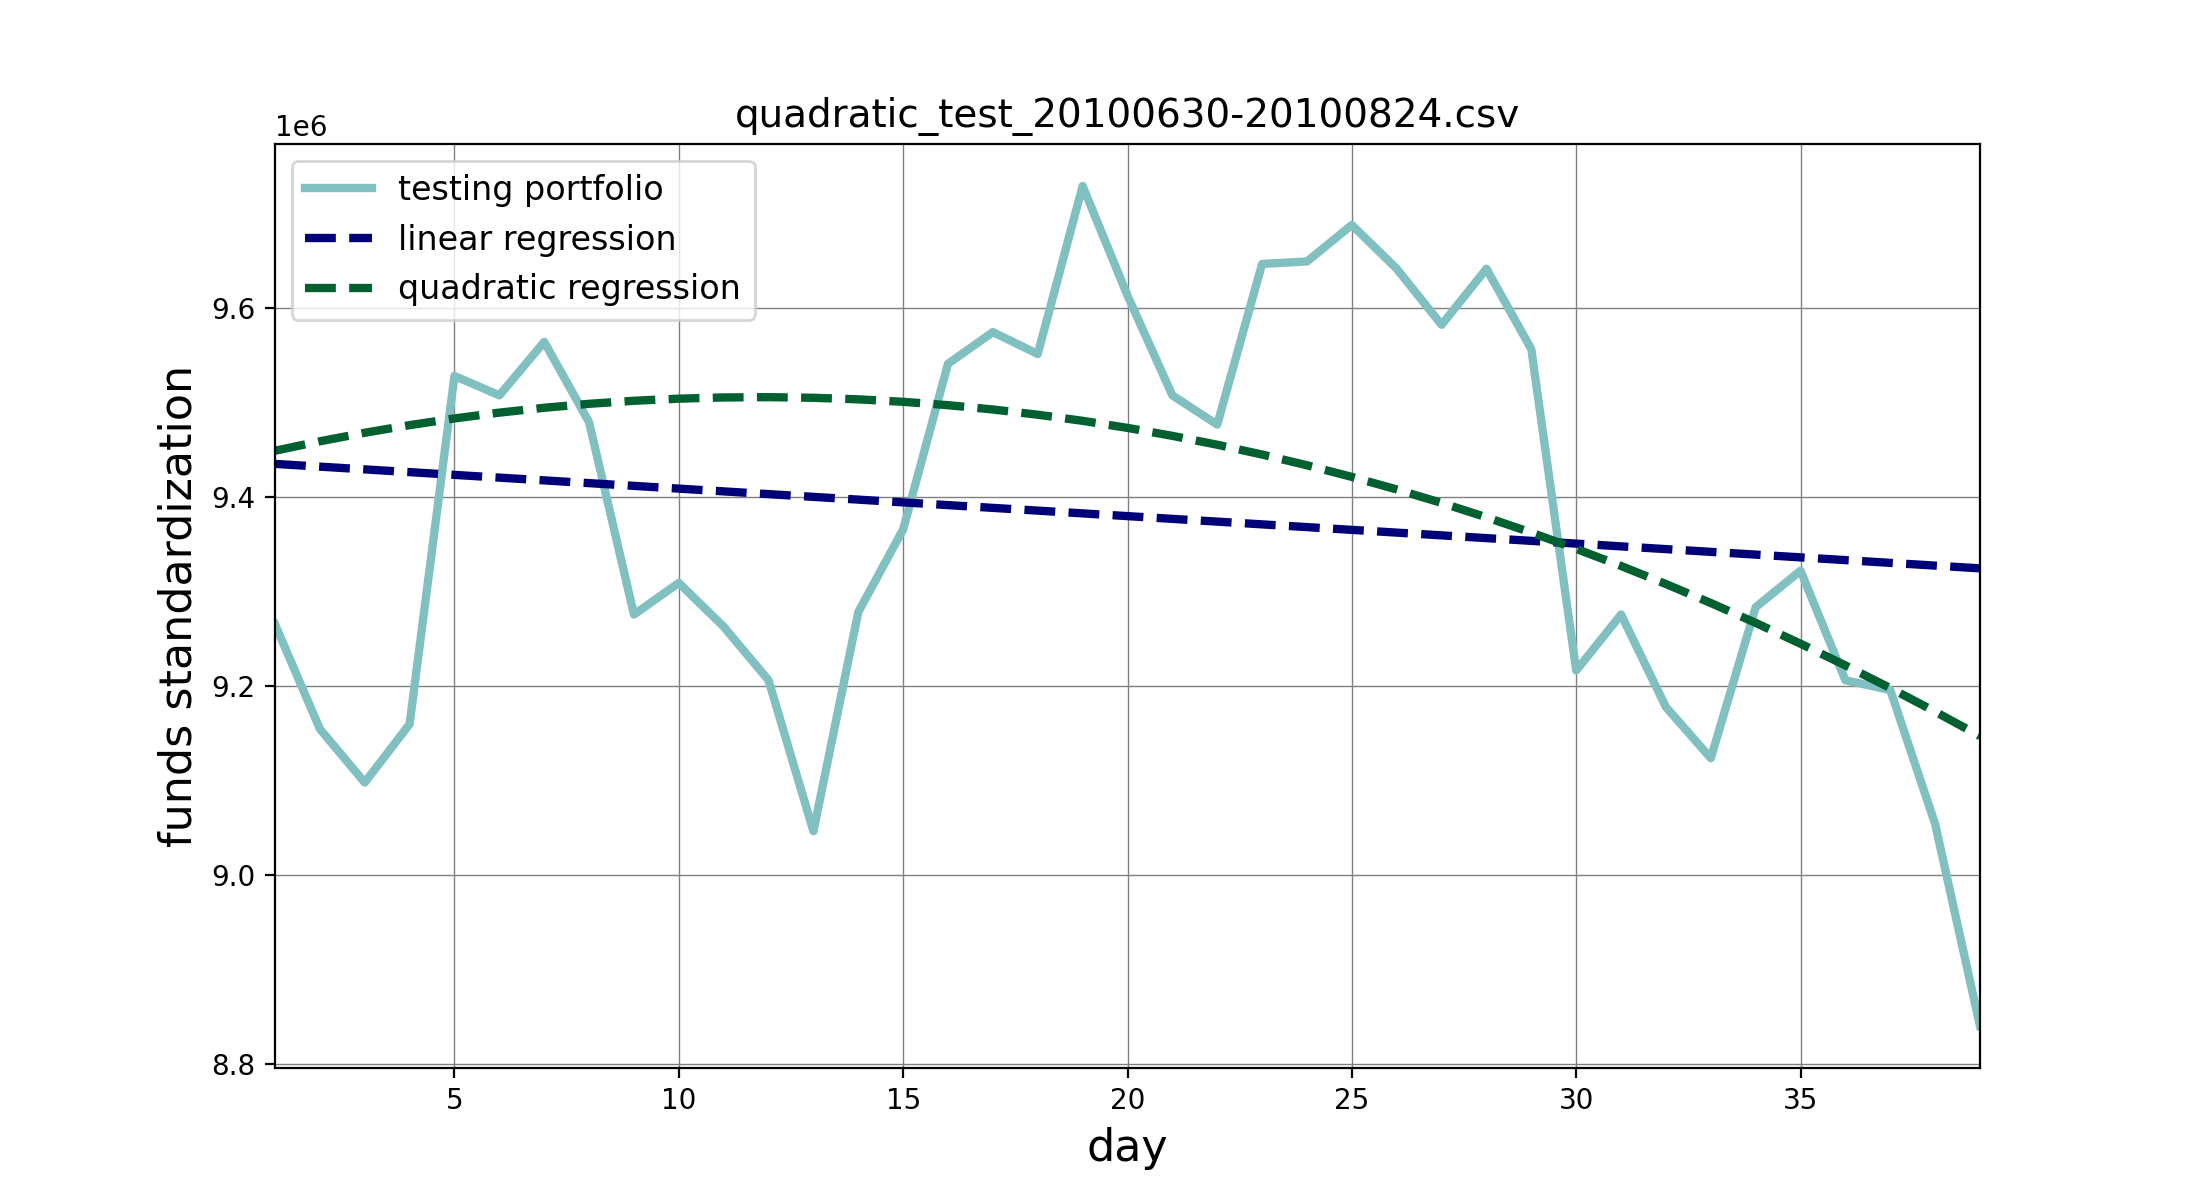 quadratic_test_20100630-20100824.csv
1e6
testing portfolio
linear regression
quadratic regression
funds standardization
9.6
9.4
9.2
9.0
8.8
5 10 15 20 25 30 35
day